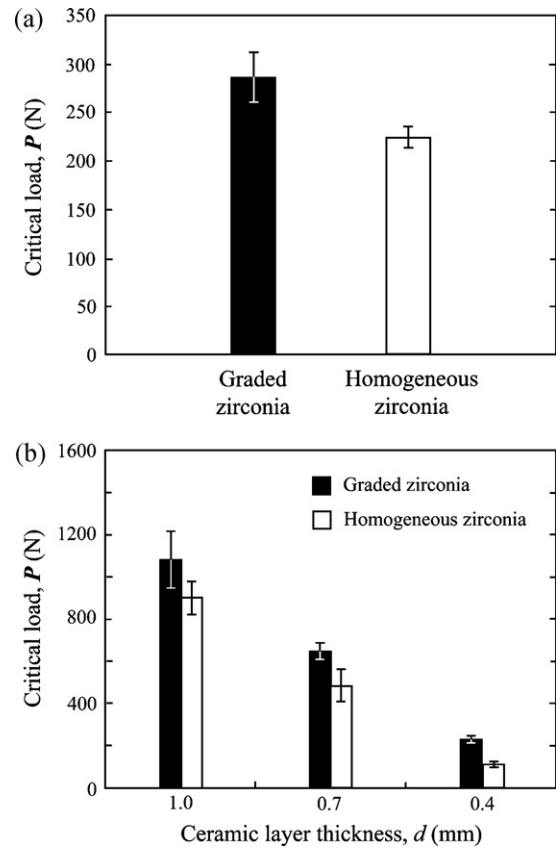 (a)
350
300
250
200
150
100
50
0
Critical load, P (N)
Graded
zirconia
Homogeneous
zirconia
(b)
1600
1200
800
400
0
Critical load, P (N)
Graded zirconia
Homogeneous zirconia
1.0
0.7
0.4
Ceramic layer thickness, d (mm)